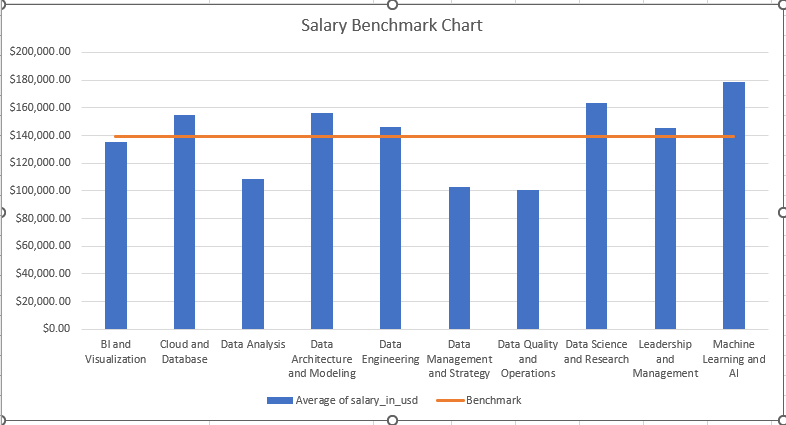 Salary Benchmark Chart
$200,000.00
$180,000.00
$160,000.00
$140,000.00
$120,000.00
$100,000.00
$80,000.00
$60,000.00
$40,000.00
$20,000.00
$0.00
BI and
Visualization
Cloud and
Database
Data Analysis
Data
Architecture
and Modeling
Data
Engineering
Data
Management
and Strategy
Data Quality
and
Operations
Data Science
and Research
Leadership
and
Management
Machine
Learning and
AI
Average of salary_in_usd
Benchmark